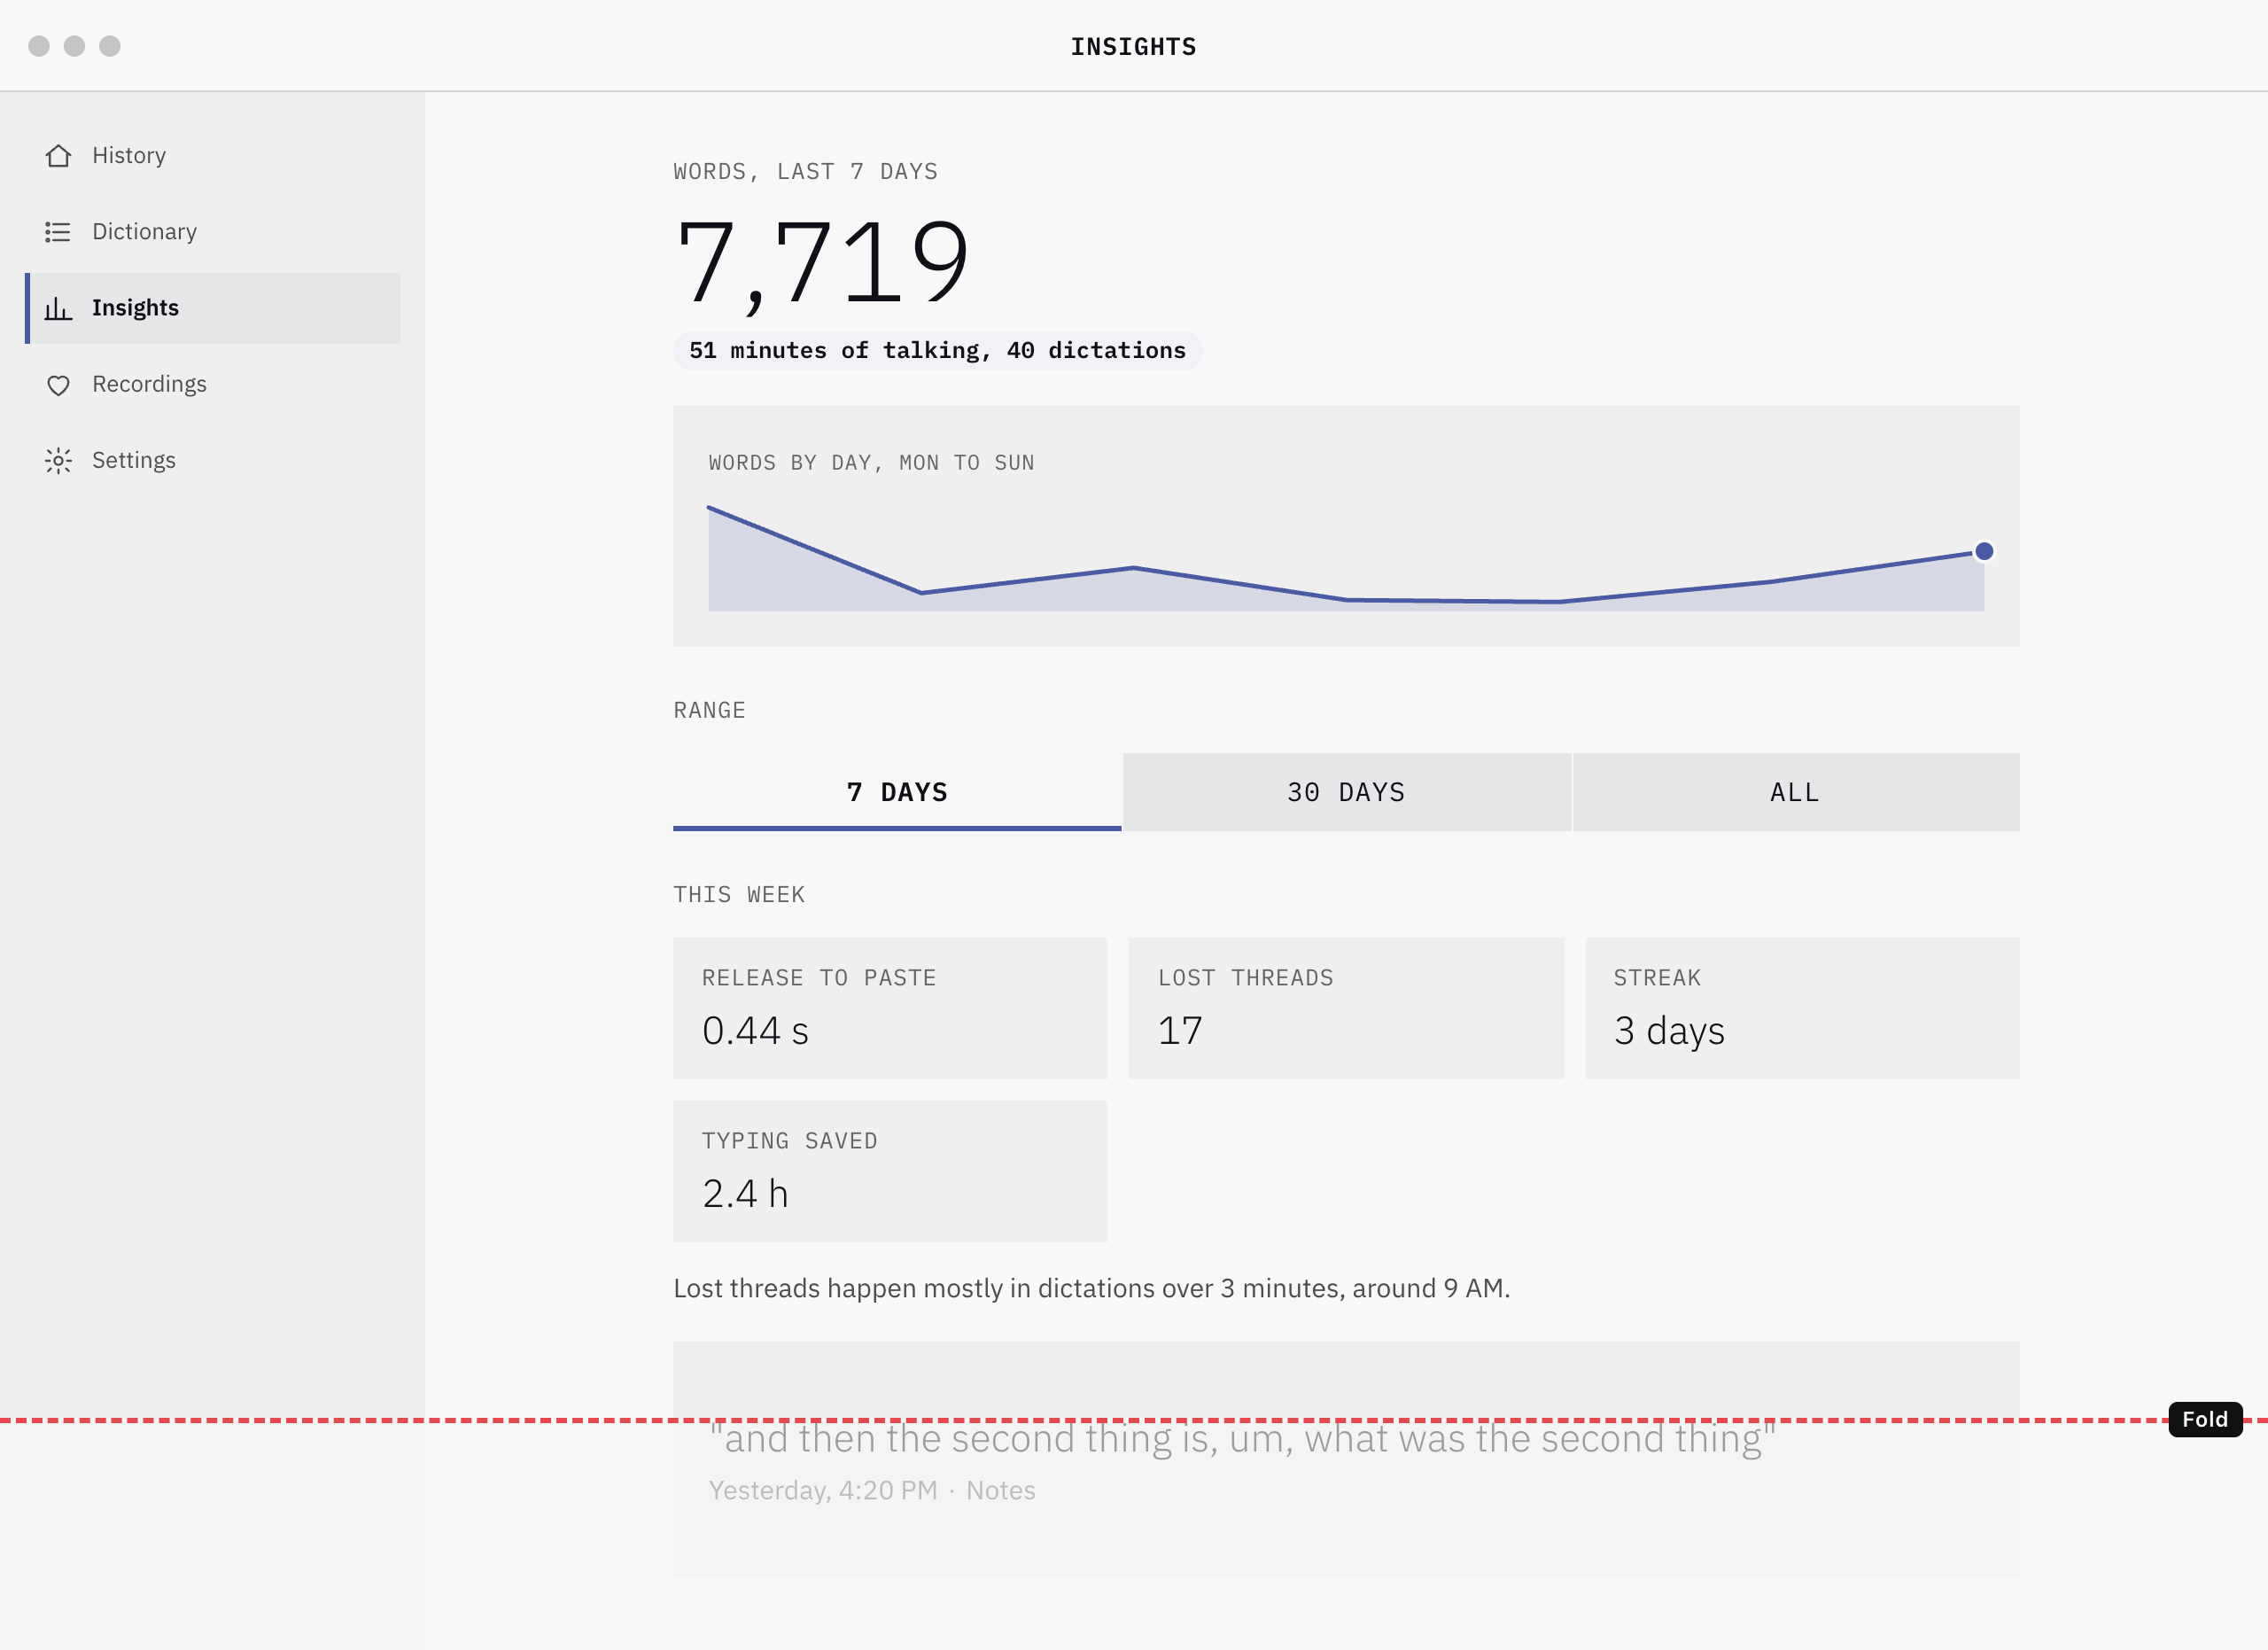 INSIGHTS
History
Dictionary
Insights
Recordings
Settings
WORDS, LAST 7 DAYS
7,719
51 minutes of talking, 40 dictations
WORDS BY DAY, MON TO SUN
RANGE
7 DAYS
30 DAYS
ALL
THIS WEEK
RELEASE TO PASTE
0.44 s
LOST THREADS
17
STREAK
3 days
TYPING SAVED
2.4 h
Lost threads happen mostly in dictations over 3 minutes, around 9 AM.
Fold
"and then the second thing is, um, what was the second thing"
Yesterday, 4:20 PM · Notes